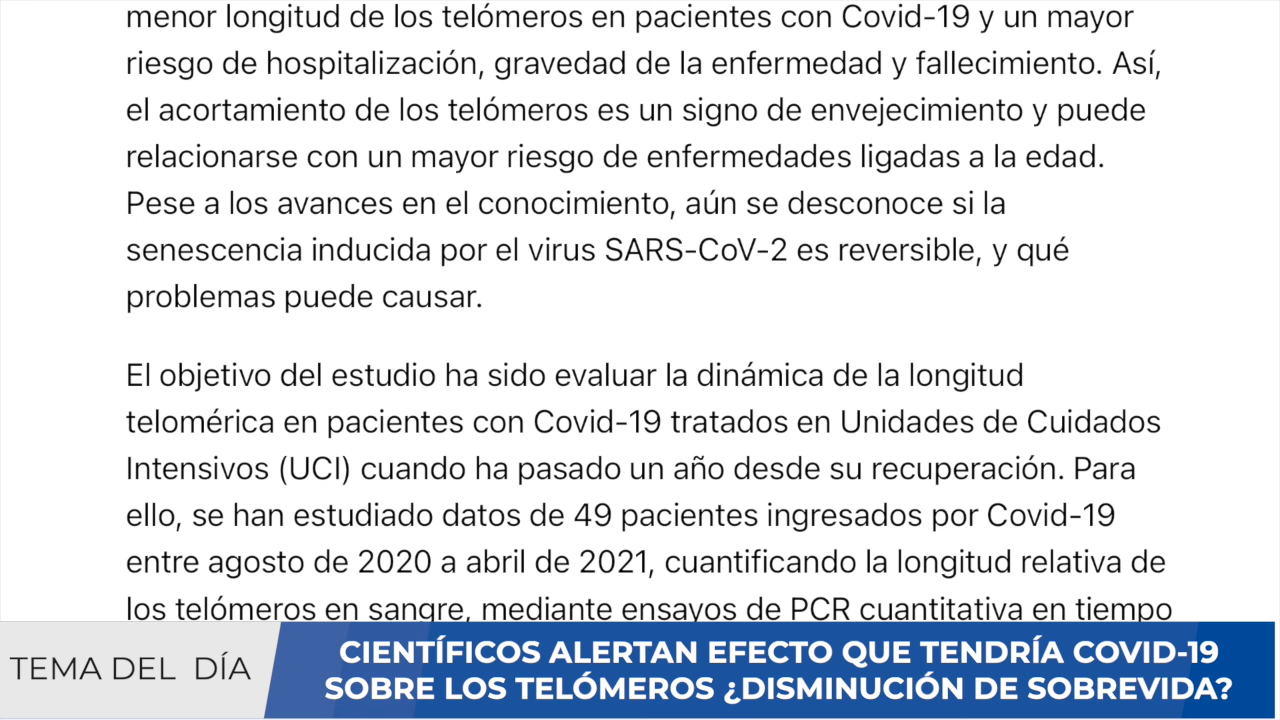 menor longitud de los telómeros en pacientes con Covid-19 y un mayor
riesgo de hospitalización, gravedad de la enfermedad y fallecimiento. Así,
el acortamiento de los telómeros es un signo de envejecimiento y puede
relacionarse con un mayor riesgo de enfermedades ligadas a la edad.
Pese a los avances en el conocimiento, aún se desconoce si la
senescencia inducida por el virus SARS-CoV-2 es reversible, y qué
problemas puede causar.
El objetivo del estudio ha sido evaluar la dinámica de la longitud
telomérica en pacientes con Covid-19 tratados en Unidades de Cuidados
Intensivos (UCI) cuando ha pasado un año desde su recuperación. Para
ello, se han estudiado datos de 49 pacientes ingresados por Covid-19
entre agosto de 2020 a abril de 2021, cuantificando la longitud relativa de
los telómeros en sangre, mediante ensayos de PCR cuantitativa en tiempo
TEMA DEL DÍA
CIENTÍFICOS ALERTAN EFECTO QUE TENDRÍA COVID-19
SOBRE LOS TELÓMEROS ¿DISMINUCIÓN DE SOBREVIDA?